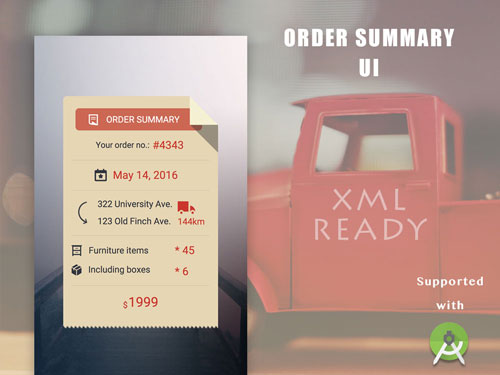 ORDER SUMMARY
UI
ORDER SUMMARY
Your order no.: #4343
May 14, 2016
322 University Ave.
123 Old Finch Ave. 144km
Furniture items * 45
Including boxes * 6
$1999
XML
READY
Supported
with